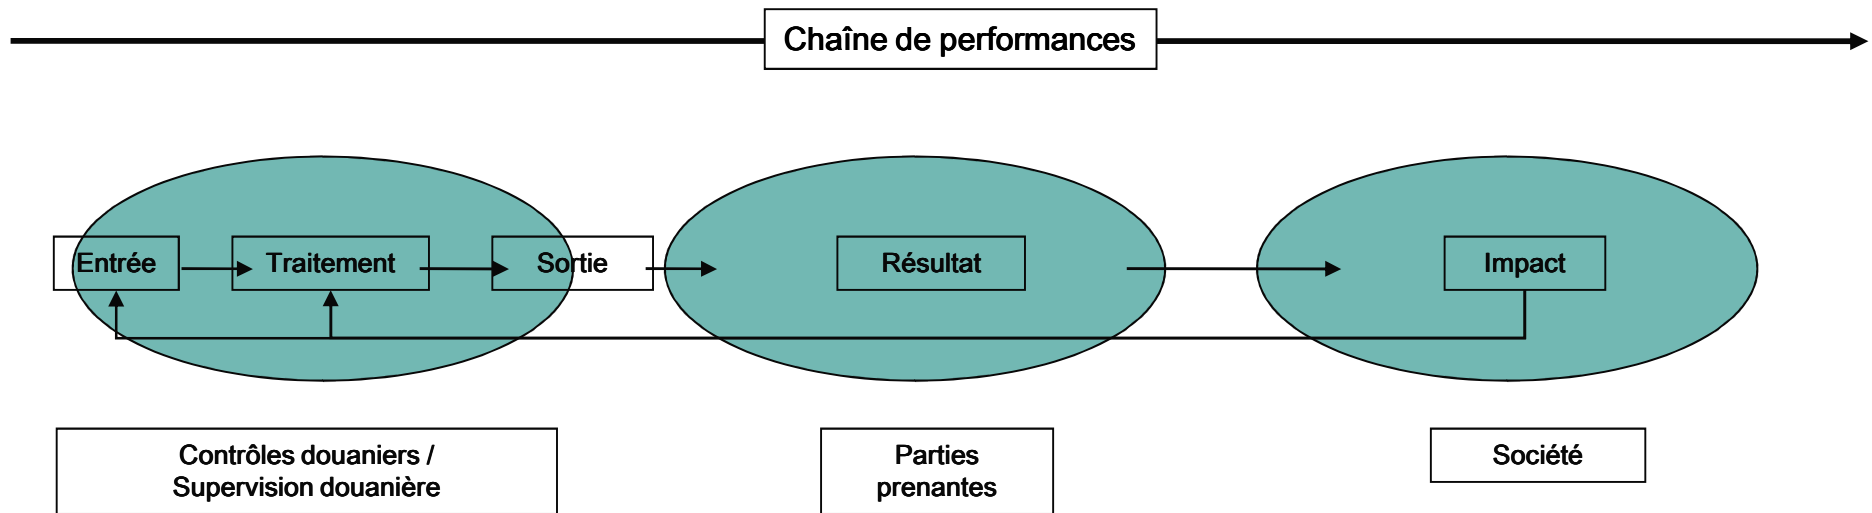 Chaîne de performances
Entrée
Traitement
Sortie
Résultat
Impact
Contrôles douaniers /
Supervision douanière
Parties
prenantes
Société